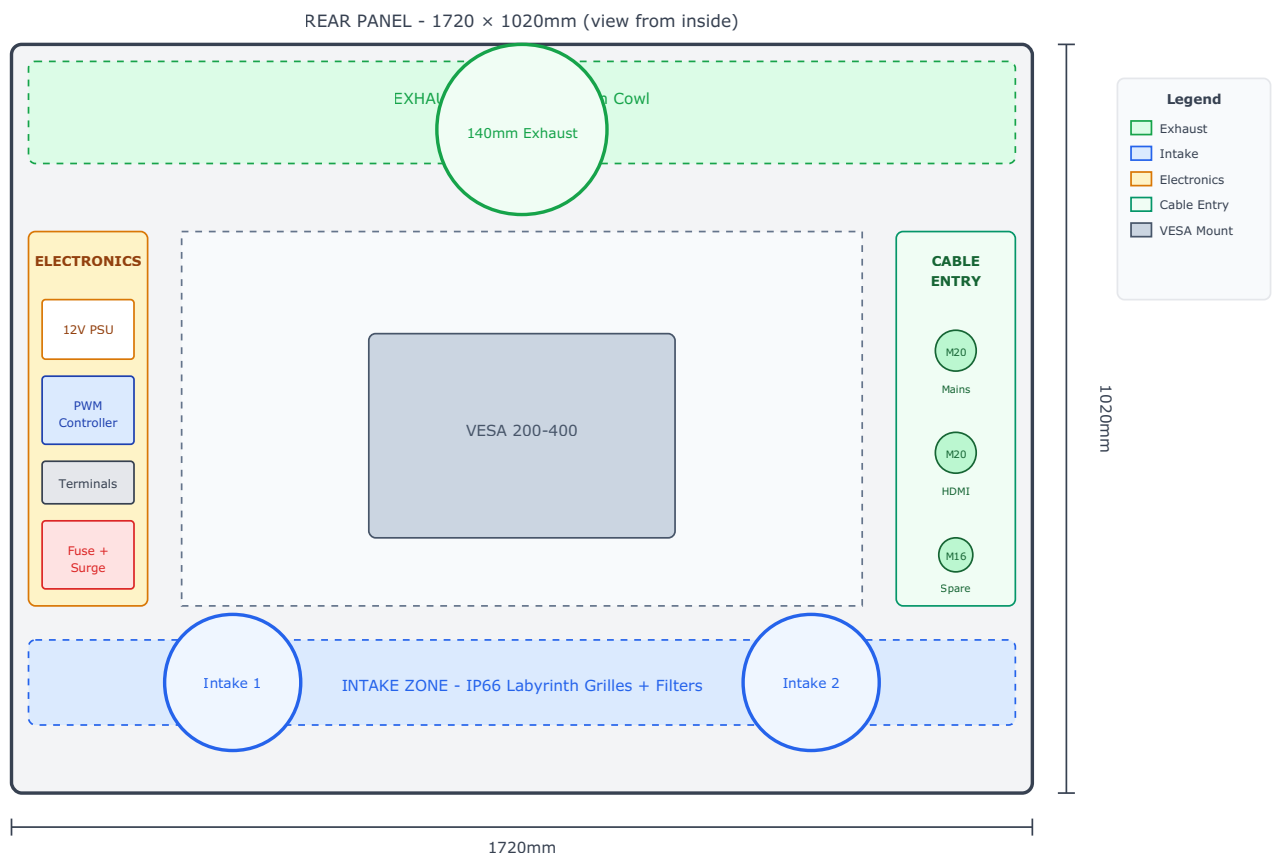 REAR PANEL - 1720 × 1020mm (view from inside)
Cowl
140mm Exhaust
Legend
Exhaust
Intake
Electronics
Cable Entry
VESA Mount
ELECTRONICS
12V PSU
PWM
Controller
Terminals
Fuse +
Surge
VESA 200-400
CABLE
ENTRY
M20
Mains
M20
HDMI
M16
Spare
1020mm
Intake 1
INTAKE ZONE - IP66 Labyrinth Grilles + Filters
Intake 2
1720mm